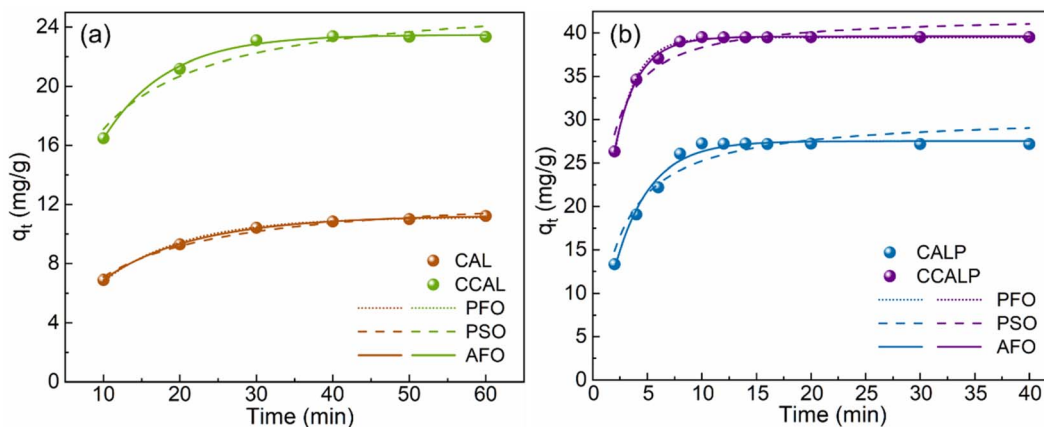 (a)
24
20
16
12
8
4
0
q_t (mg/g)
CAL
CCAL
PFO
PSO
AFO
10 20 30 40 50 60
Time (min)
(b)
40
35
30
25
20
15
10
5
0
q_t (mg/g)
CALP
CCALP
PFO
PSO
AFO
0 5 10 15 20 25 30 35 40
Time (min)